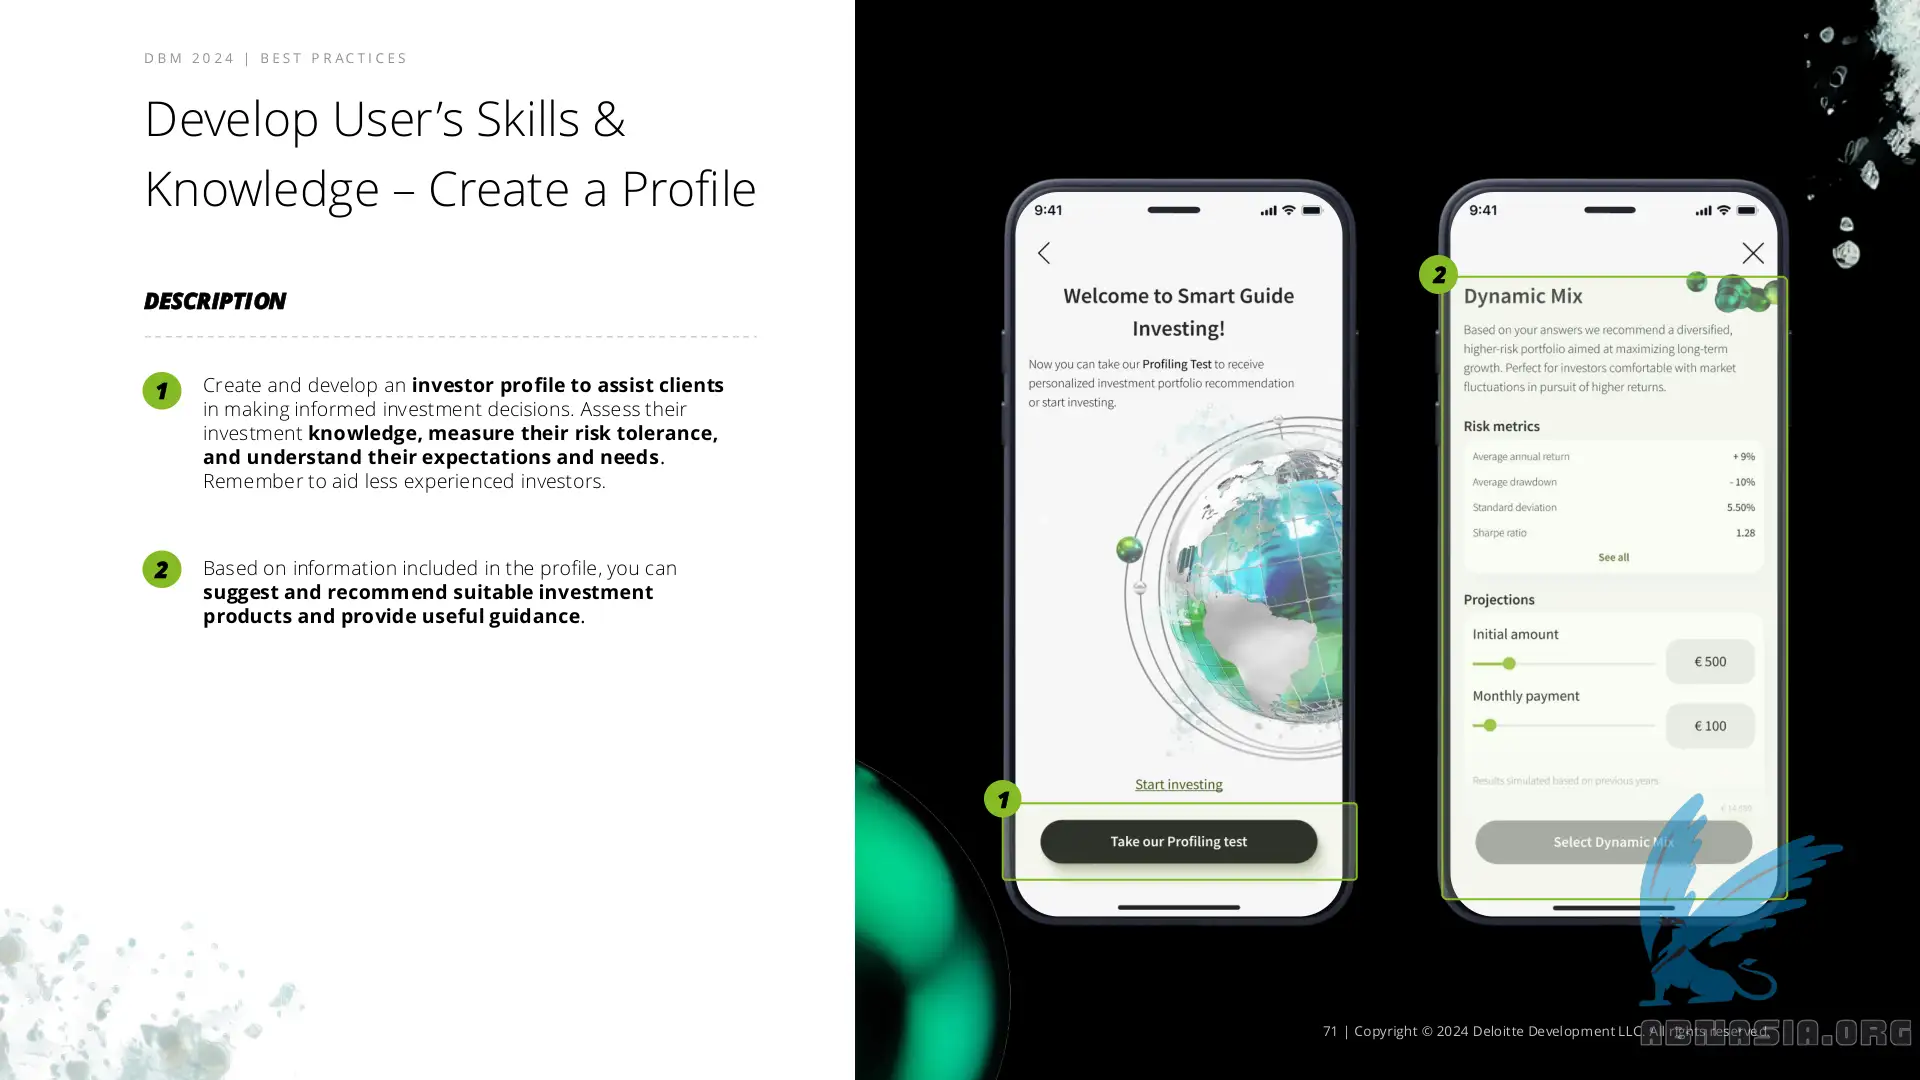 DBM 2024 | BEST PRACTICES
Develop User’s Skills &
Knowledge – Create a Profile
DESCRIPTION
1
Create and develop an investor profile to assist clients
in making informed investment decisions. Assess their
investment knowledge, measure their risk tolerance,
and understand their expectations and needs.
Remember to aid less experienced investors.
2
Based on information included in the profile, you can
suggest and recommend suitable investment
products and provide useful guidance.
9:41
Welcome to Smart Guide
Investing!
Now you can take our Profiling Test to receive
personalized investment portfolio recommendation
or start investing.
Start investing
1
Take our Profiling test
9:41
2
Dynamic Mix
Based on your answers we recommend a diversified,
higher-risk portfolio aimed at maximizing long-term
growth. Perfect for investors comfortable with market
fluctuations in pursuit of higher returns.
Risk metrics
Average annual return + 9%
Average drawdown - 10%
Standard deviation 5.50%
Sharpe ratio 1.28
See all
Projections
Initial amount
€ 500
Monthly payment
€ 100
Results simulated based on previous years
Select Dynamic Mix
71 | Copyright © 2024 Deloitte Development LLC. All rights reserved.
ABIIASIA.ORG